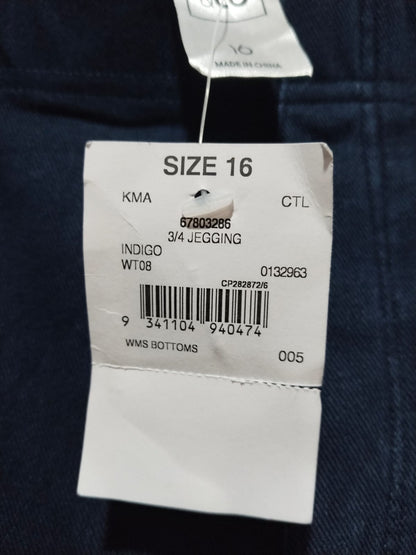 16
MADE IN CHINA
SIZE 16
KMA CTL
67803286
3/4 JEGGING
INDIGO
WT08 0132963
CP282872/6
9 341104 940474
WMS BOTTOMS 005